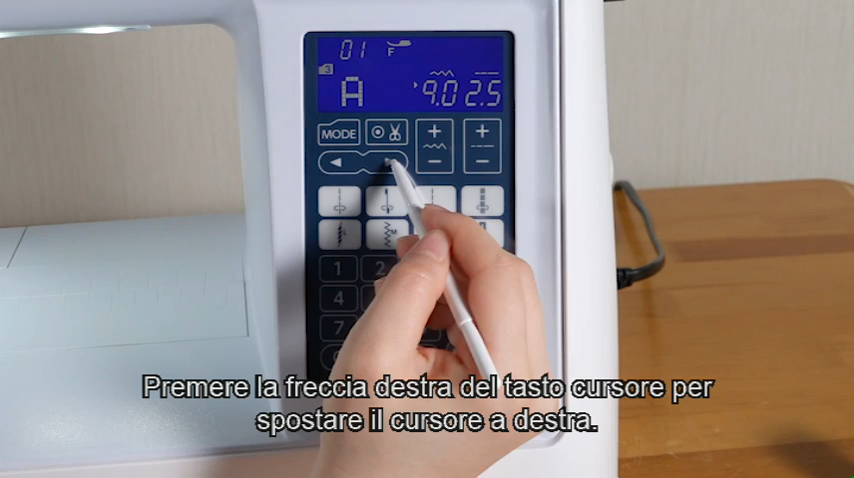 01 F
3
A 9.0 2.5
MODE
+ +
- -
L M
1 2
4
7
Premere la freccia destra del tasto cursore per
spostare il cursore a destra.